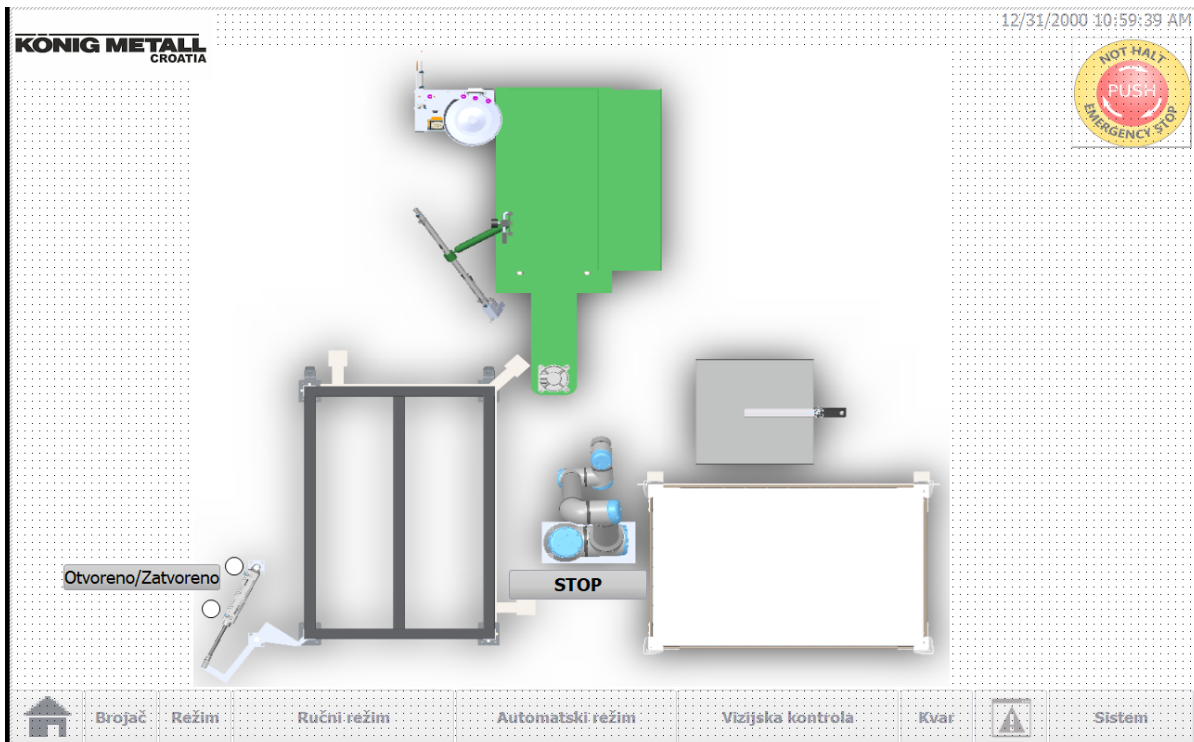 KÖNIG METALL
CROATIA
12/31/2000 10:59:39 AM
NOT HALT
PUSH
EMERGENCY STOP
Otvoreno/Zatvoreno
STOP
Brojač
Režim
Ručni režim
Automatski režim
Vizijska kontrola
Kvar
Sistem